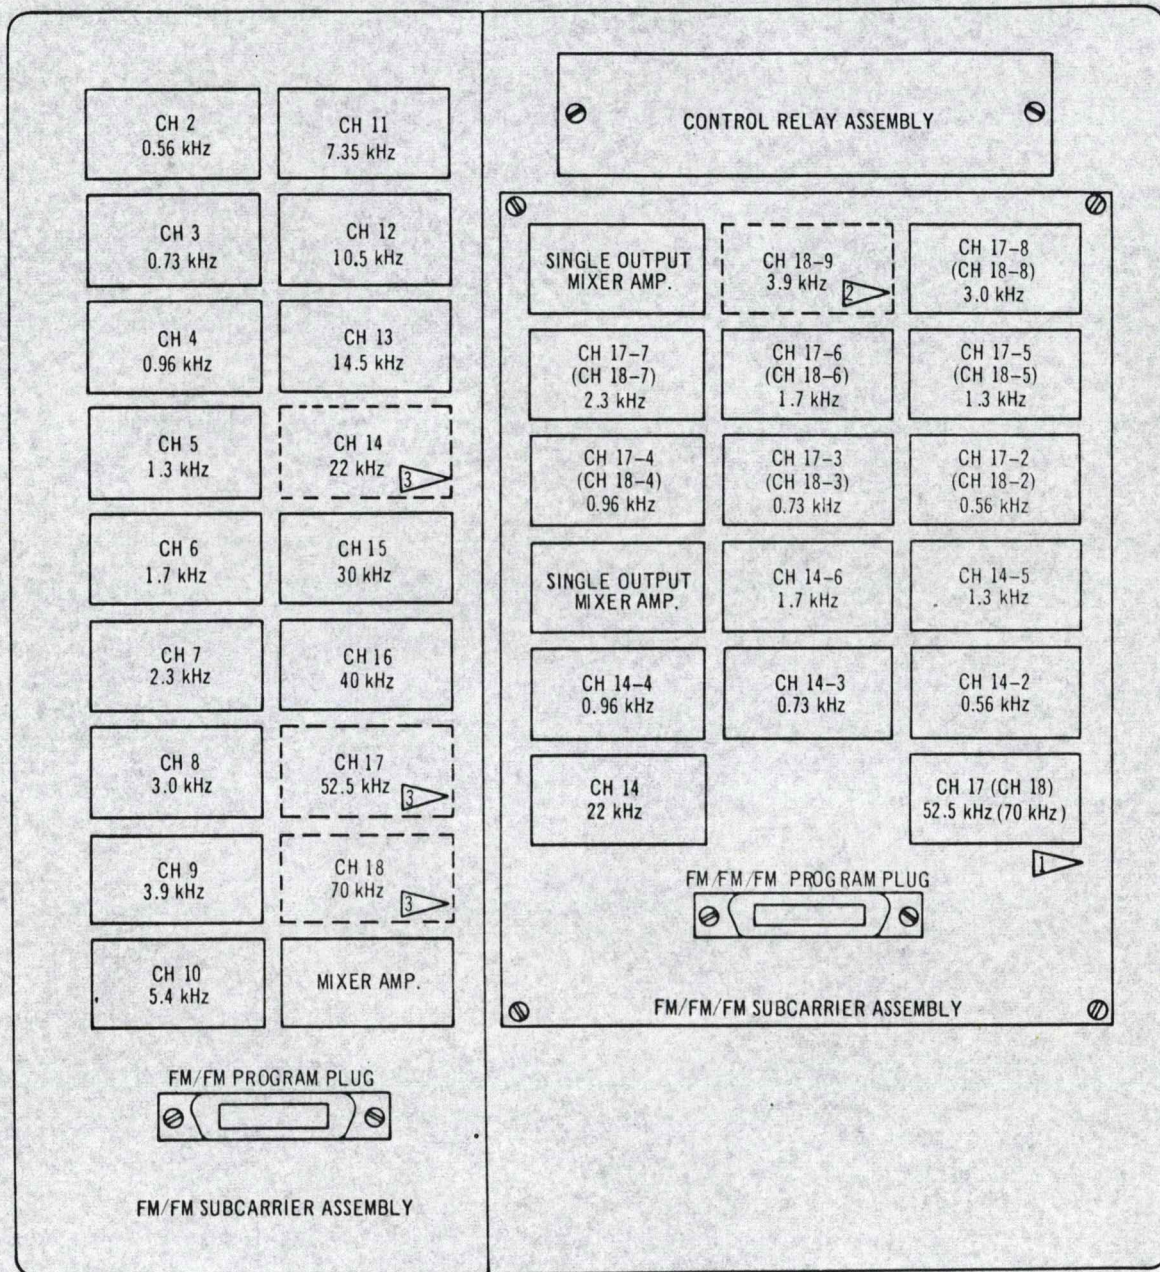 CH 2
0.56 kHz
CH 11
7.35 kHz
CH 3
0.73 kHz
CH 12
10.5 kHz
CH 4
0.96 kHz
CH 13
14.5 kHz
CH 5
1.3 kHz
CH 14
22 kHz
3
CH 6
1.7 kHz
CH 15
30 kHz
CH 7
2.3 kHz
CH 16
40 kHz
CH 8
3.0 kHz
CH 17
52.5 kHz
3
CH 9
3.9 kHz
CH 18
70 kHz
3
CH 10
5.4 kHz
MIXER AMP.
FM/FM PROGRAM PLUG
FM/FM SUBCARRIER ASSEMBLY
CONTROL RELAY ASSEMBLY
SINGLE OUTPUT
MIXER AMP.
CH 18-9
3.9 kHz
2
CH 17-8
(CH 18-8)
3.0 kHz
CH 17-7
(CH 18-7)
2.3 kHz
CH 17-6
(CH 18-6)
1.7 kHz
CH 17-5
(CH 18-5)
1.3 kHz
CH 17-4
(CH 18-4)
0.96 kHz
CH 17-3
(CH 18-3)
0.73 kHz
CH 17-2
(CH 18-2)
0.56 kHz
SINGLE OUTPUT
MIXER AMP.
CH 14-6
1.7 kHz
CH 14-5
1.3 kHz
CH 14-4
0.96 kHz
CH 14-3
0.73 kHz
CH 14-2
0.56 kHz
CH 14
22 kHz
CH 17 (CH 18)
52.5 kHz (70 kHz)
1
FM/FM/FM PROGRAM PLUG
FM/FM/FM SUBCARRIER ASSEMBLY